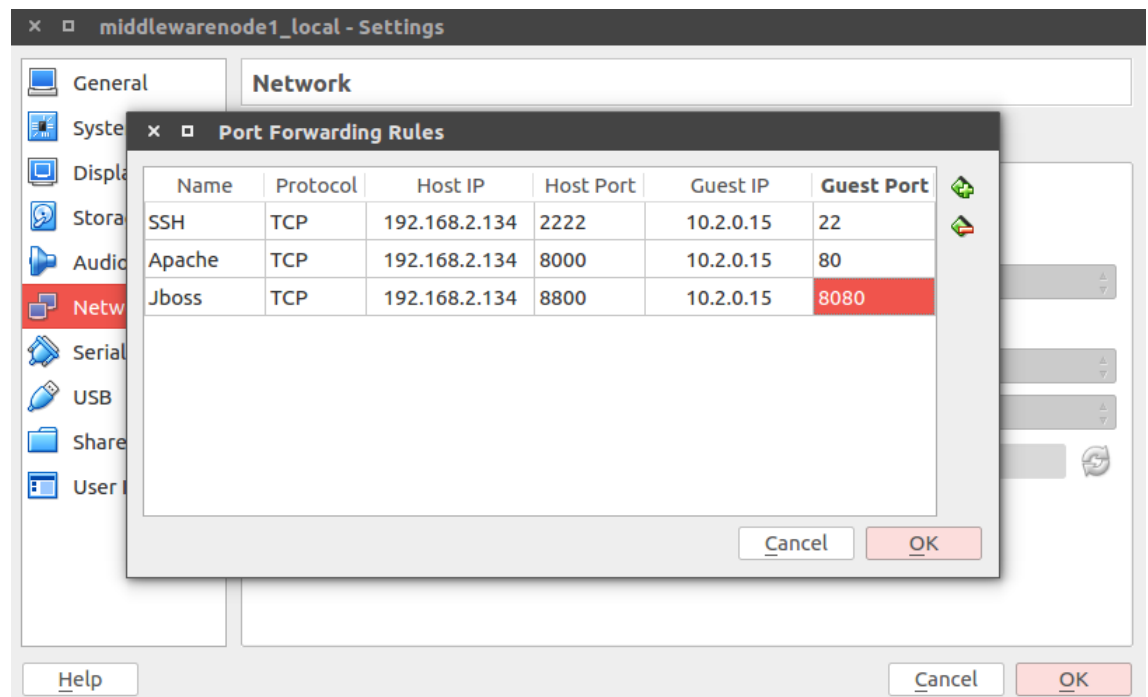 middlewarenode1_local - Settings
General
Network
Syste
Port Forwarding Rules
Displa
Name Protocol Host IP Host Port Guest IP Guest Port
Stora
SSH TCP 192.168.2.134 2222 10.2.0.15 22
Audio
Apache TCP 192.168.2.134 8000 10.2.0.15 80
Netw
Jboss TCP 192.168.2.134 8800 10.2.0.15 8080
Serial
USB
Share
User I
Cancel OK
Help Cancel OK